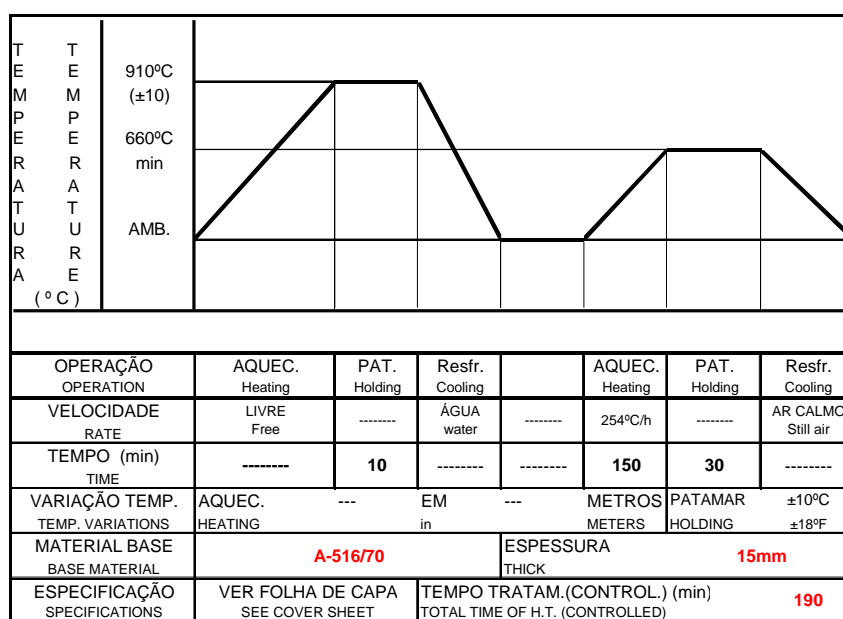 TEMPERATURA
TEMPERATURE
(ºC)
910ºC
(±10)
660ºC
min
AMB.
OPERAÇÃO AQUEC. PAT. Resfr. AQUEC. PAT. Resfr.
OPERATION Heating Holding Cooling Heating Holding Cooling
VELOCIDADE LIVRE -------- ÁGUA -------- 254ºC/h -------- AR CALMO
RATE Free water Still air
TEMPO (min) -------- 10 -------- -------- 150 30 --------
TIME
VARIAÇÃO TEMP. AQUEC. --- EM --- METROS PATAMAR ±10ºC
TEMP. VARIATIONS HEATING in METERS HOLDING ±18ºF
MATERIAL BASE A-516/70 ESPESSURA 15mm
BASE MATERIAL THICK
ESPECIFICAÇÃO VER FOLHA DE CAPA TEMPO TRATAM.(CONTROL.) (min) 190
SPECIFICATIONS SEE COVER SHEET TOTAL TIME OF H.T. (CONTROLLED)